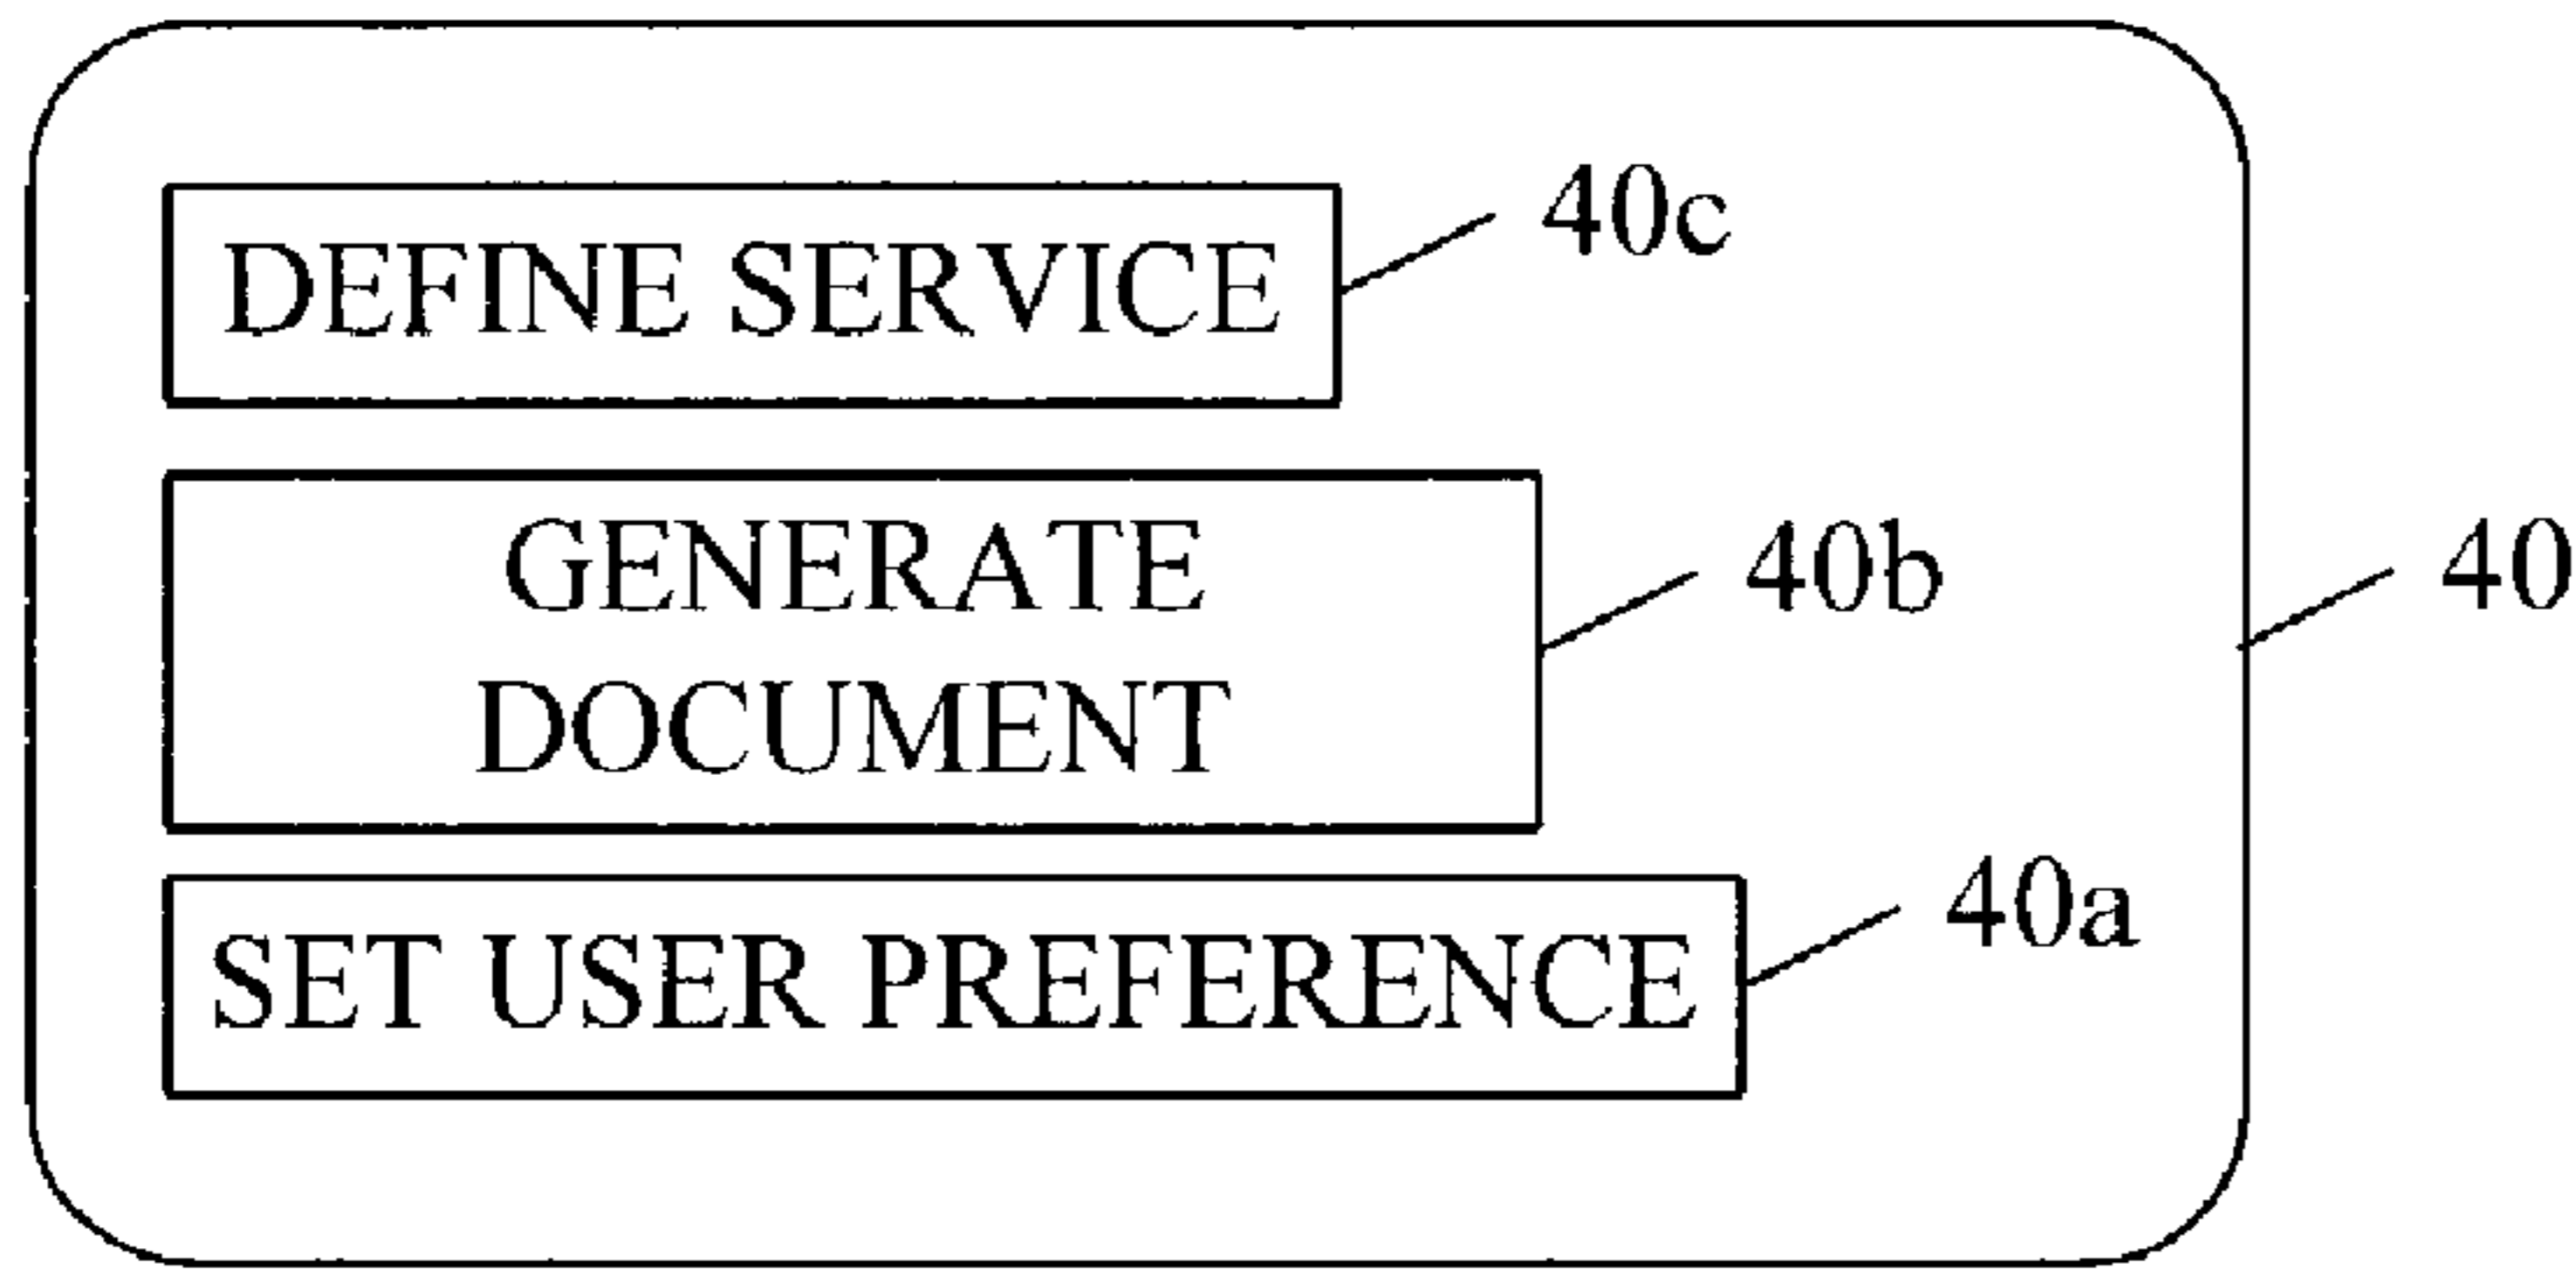 DEFINE SERVICE
40c
GENERATE
DOCUMENT
40b
40
SET USER PREFERENCE
40a